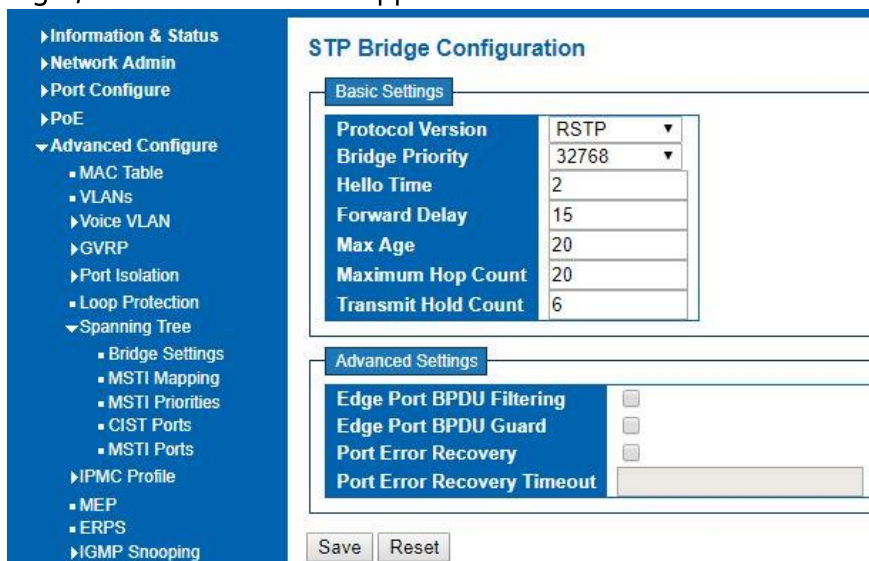 Information & Status
Network Admin
Port Configure
PoE
Advanced Configure
MAC Table
VLANs
Voice VLAN
GVRP
Port Isolation
Loop Protection
Spanning Tree
Bridge Settings
MSTI Mapping
MSTI Priorities
CIST Ports
MSTI Ports
IPMC Profile
MEP
ERPS
IGMP Snooping
STP Bridge Configuration
Basic Settings
Protocol Version RSTP
Bridge Priority 32768
Hello Time 2
Forward Delay 15
Max Age 20
Maximum Hop Count 20
Transmit Hold Count 6
Advanced Settings
Edge Port BPDU Filtering
Edge Port BPDU Guard
Port Error Recovery
Port Error Recovery Timeout
Save Reset